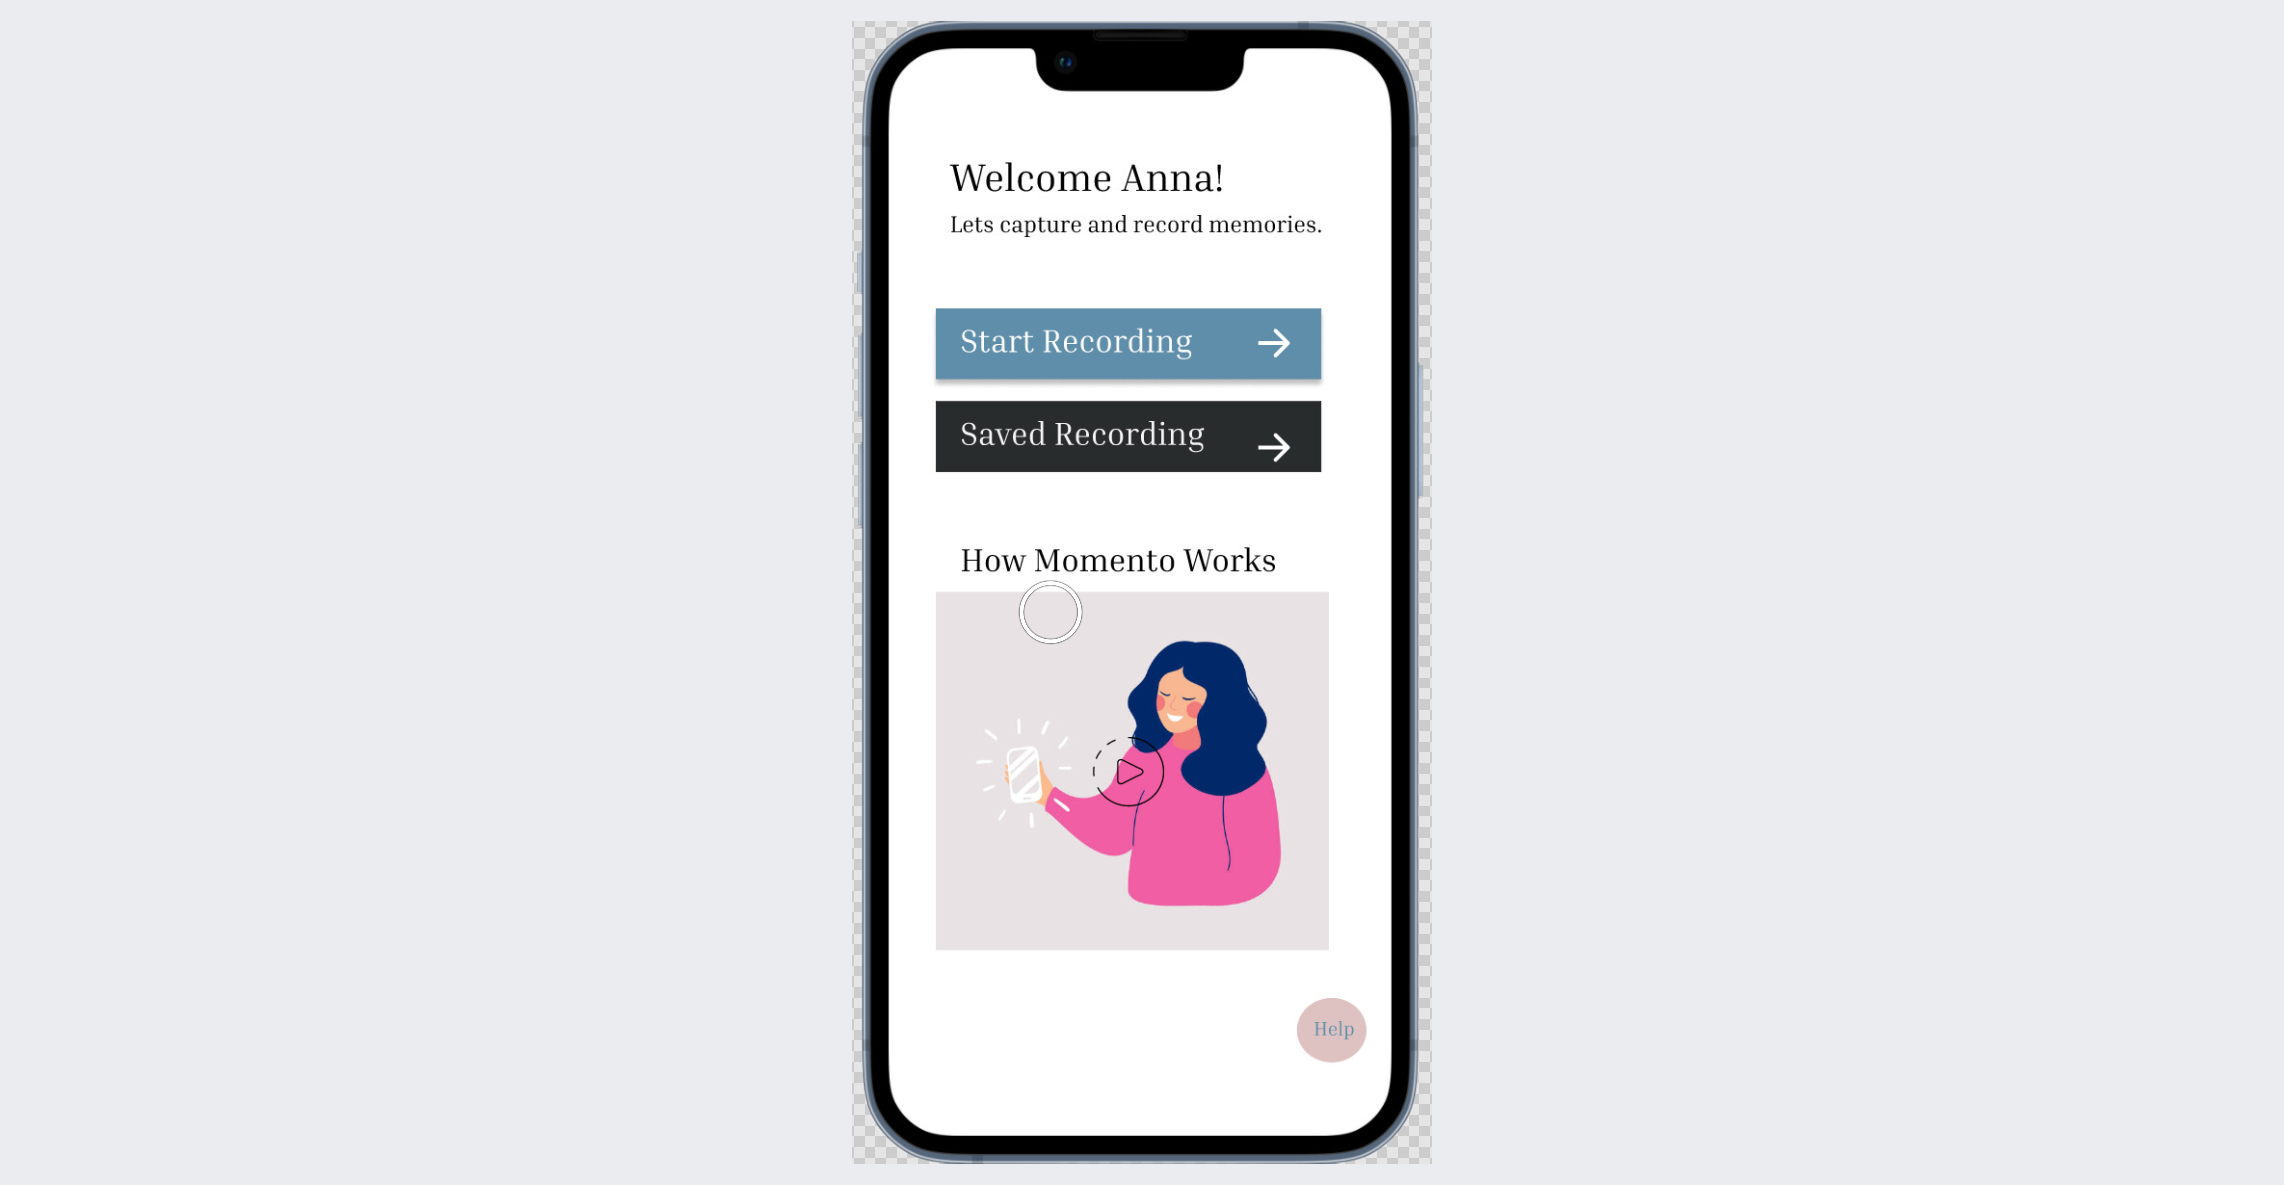 Welcome Anna!
Lets capture and record memories.
Start Recording
Saved Recording
How Momento Works
Help